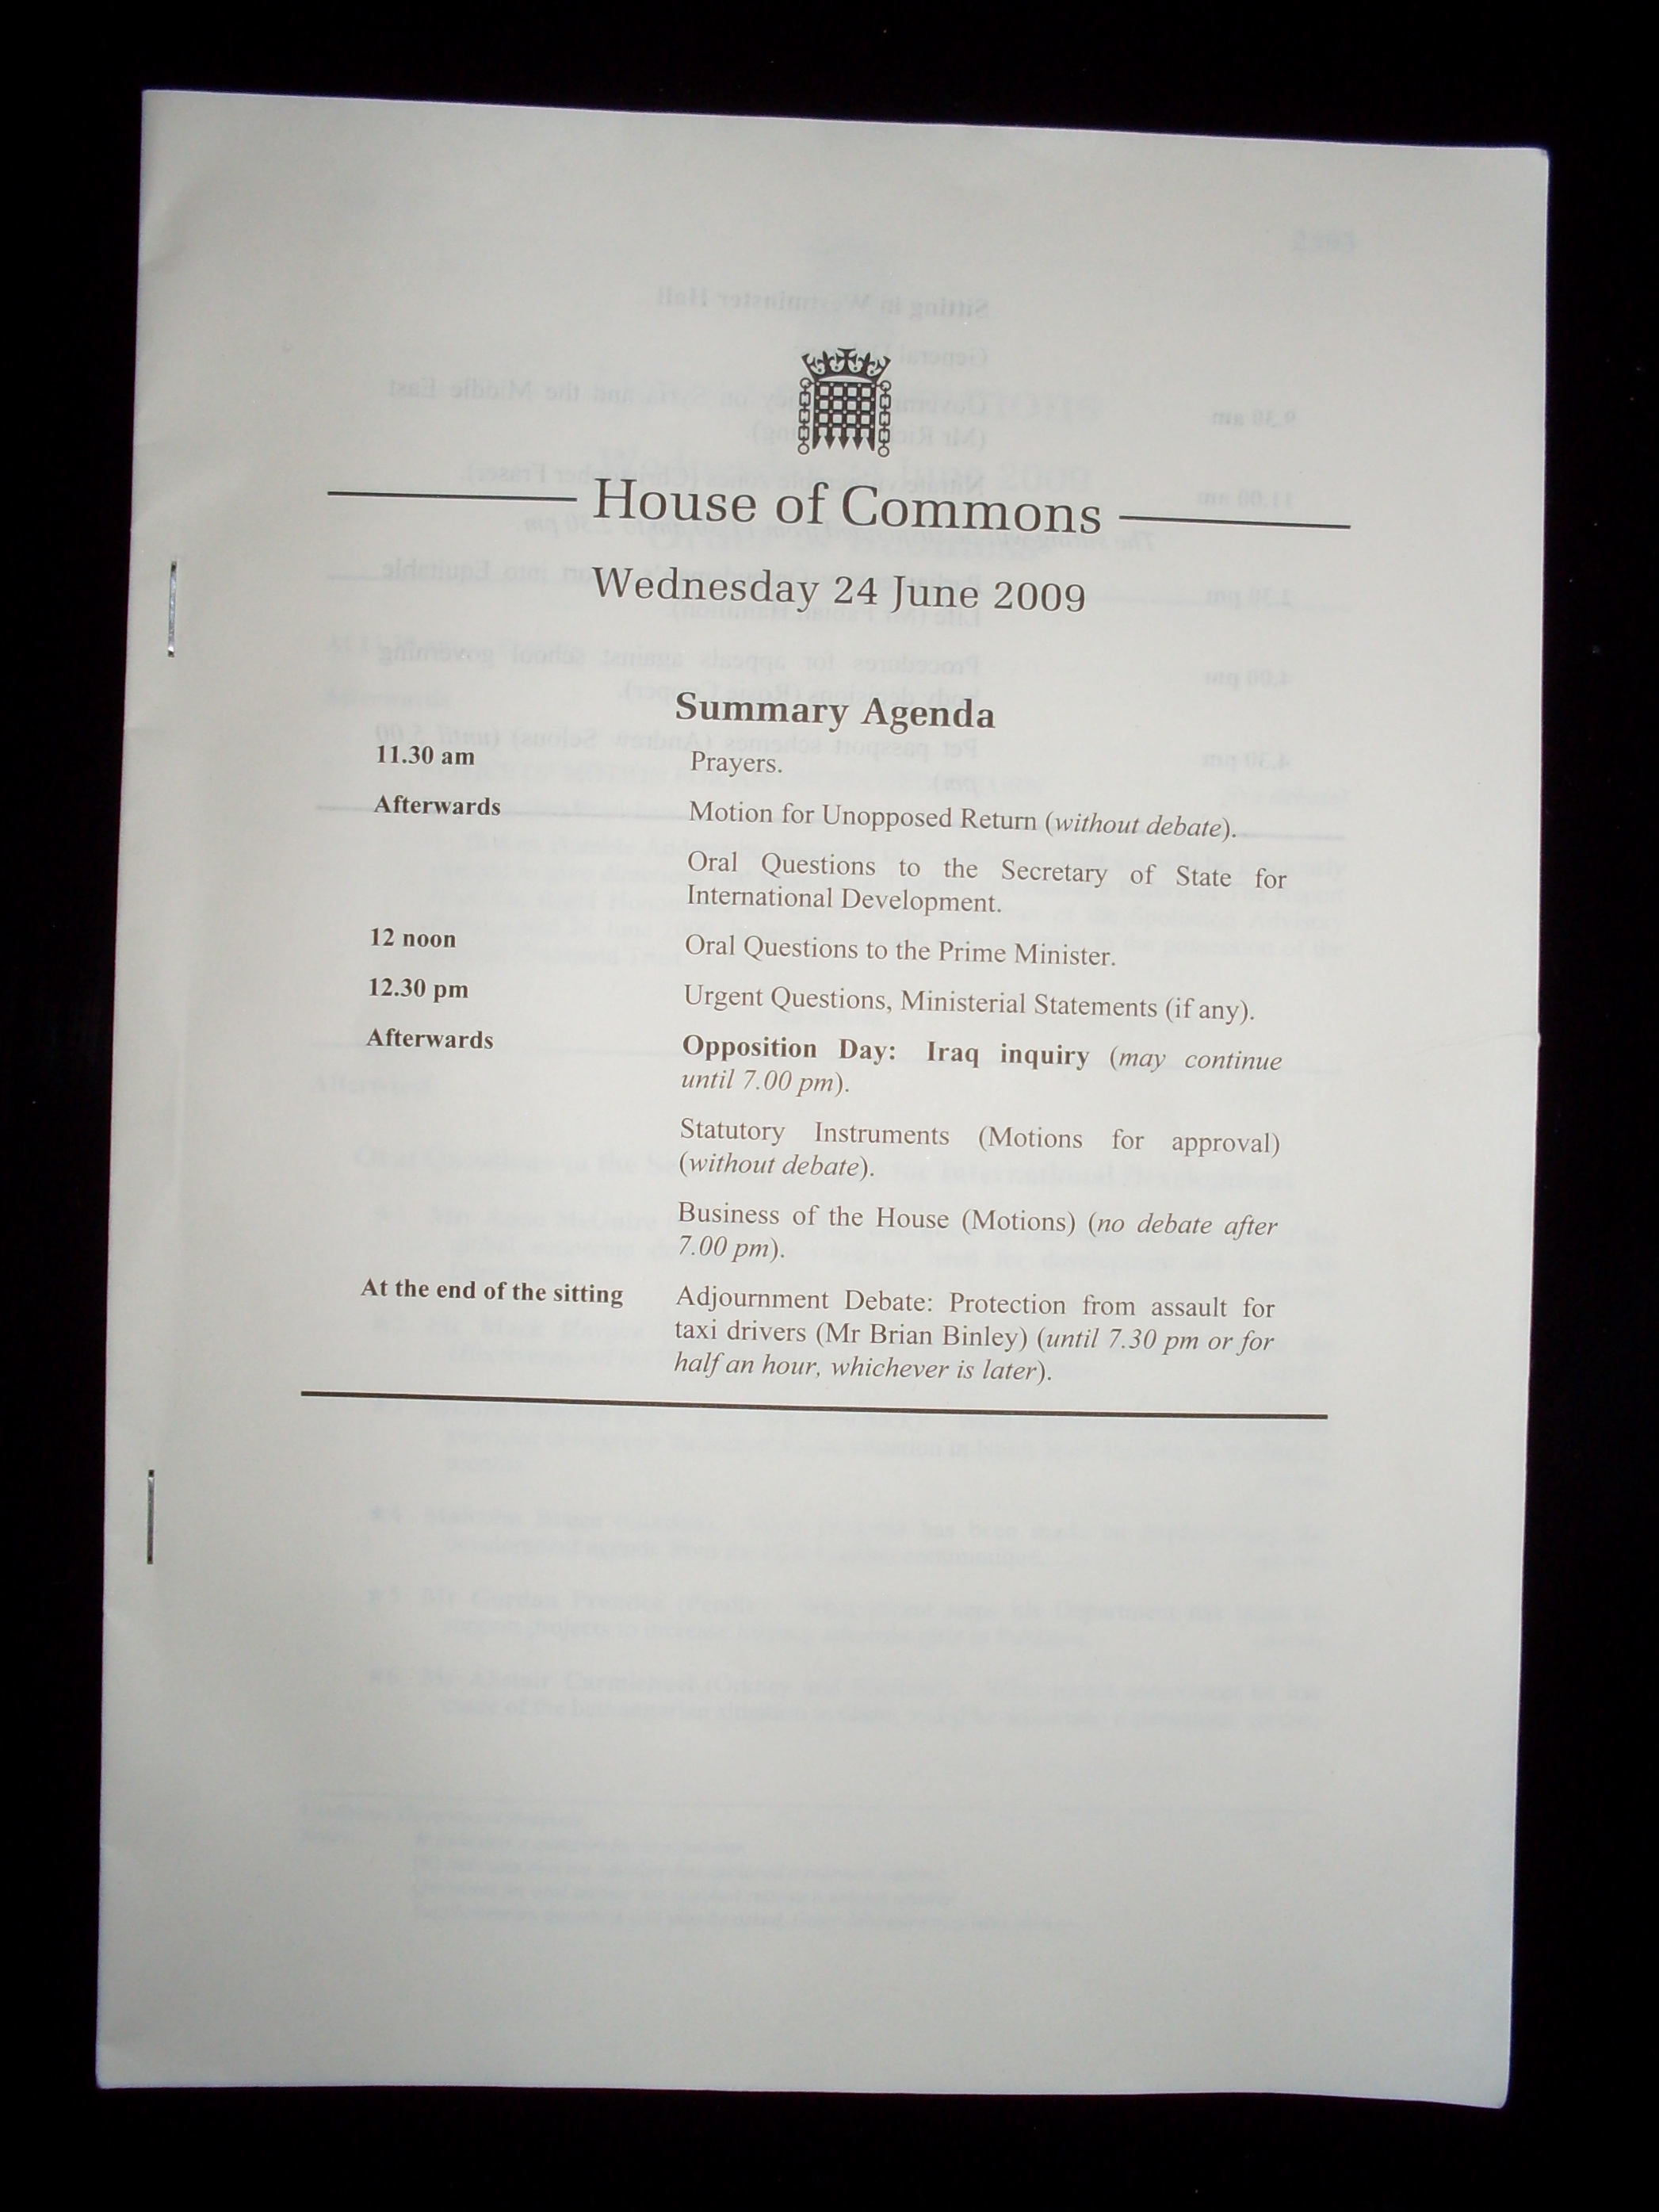 House of Commons
Wednesday 24 June 2009
Summary Agenda
11.30 am Prayers.
Afterwards Motion for Unopposed Return (without debate).
Oral Questions to the Secretary of State for
International Development.
12 noon Oral Questions to the Prime Minister.
12.30 pm Urgent Questions, Ministerial Statements (if any).
Afterwards Opposition Day: Iraq inquiry (may continue
until 7.00 pm).
Statutory Instruments (Motions for approval)
(without debate).
Business of the House (Motions) (no debate after
7.00 pm).
At the end of the sitting Adjournment Debate: Protection from assault for
taxi drivers (Mr Brian Binley) (until 7.30 pm or for
half an hour, whichever is later).